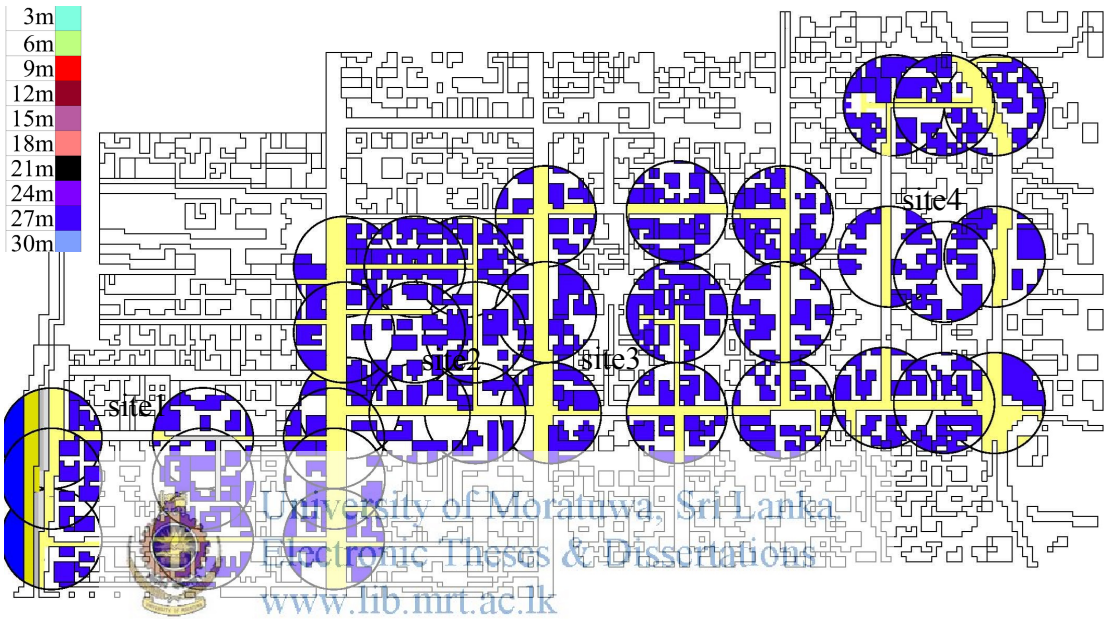 3m
6m
9m
12m
15m
18m
21m
24m
27m
30m
site4
site2
site3
site1
University of Moratuwa, Sri Lanka.
Electronic Theses & Dissertations
www.lib.mrt.ac.lk